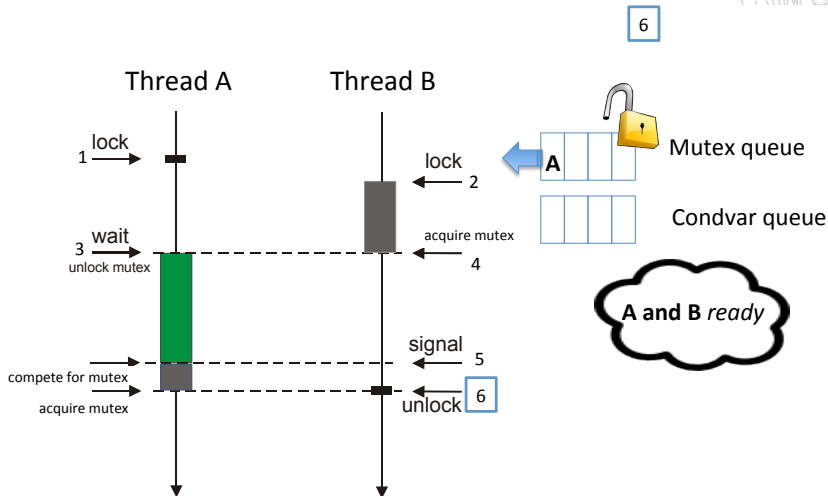 6
Thread A
Thread B
1
lock
lock
2
A
Mutex queue
Condvar queue
3
wait
unlock mutex
acquire mutex
4
A and B ready
signal
5
compete for mutex
acquire mutex
unlock
6